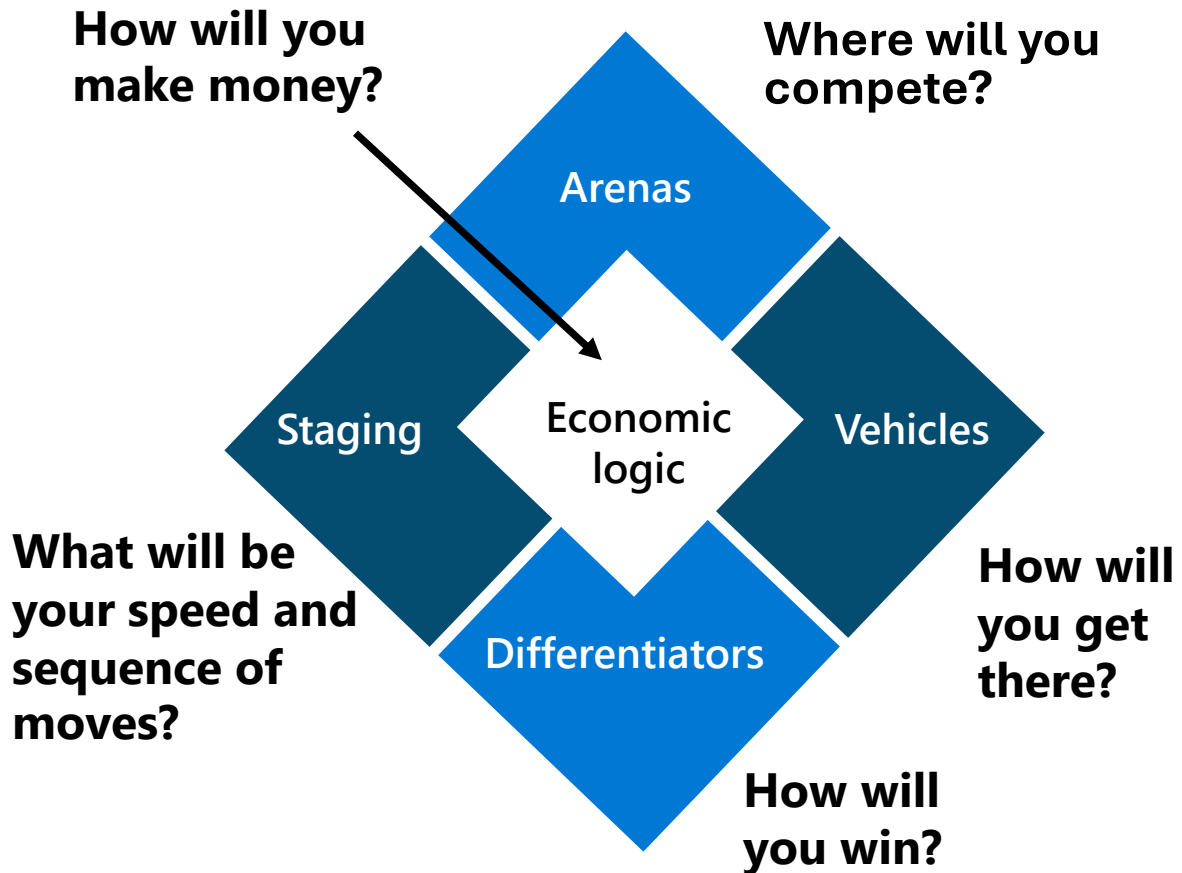 How will you
make money?
Where will you
compete?
Arenas
Staging
Economic
logic
Vehicles
What will be
your speed and
sequence of
moves?
How will
you get
there?
Differentiators
How will
you win?